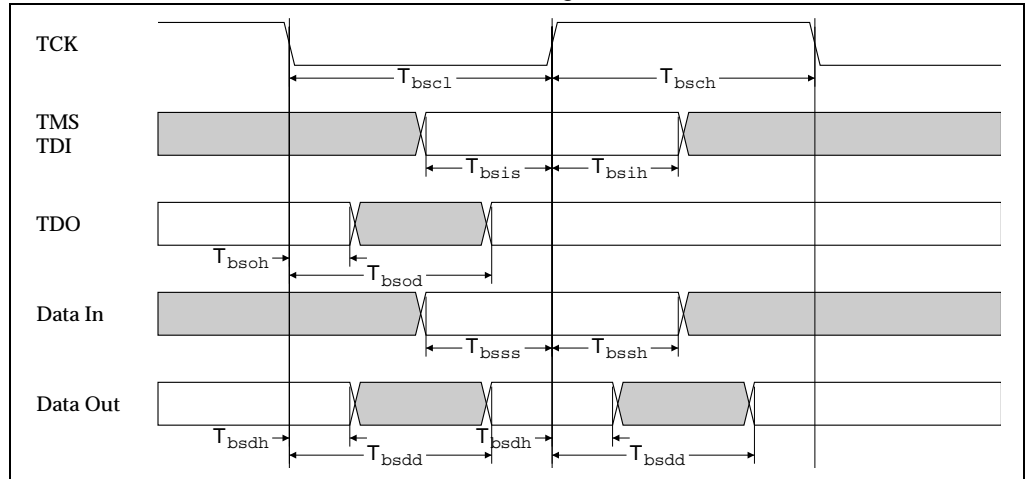 TCK
Tbscl
Tbsch
TMS
TDI
Tbsis
Tbsih
TDO
Tbsoh
Tbsod
Data In
Tbsss
Tbssh
Data Out
Tbsdh
Tbsdd
Tbsdh
Tbsdd